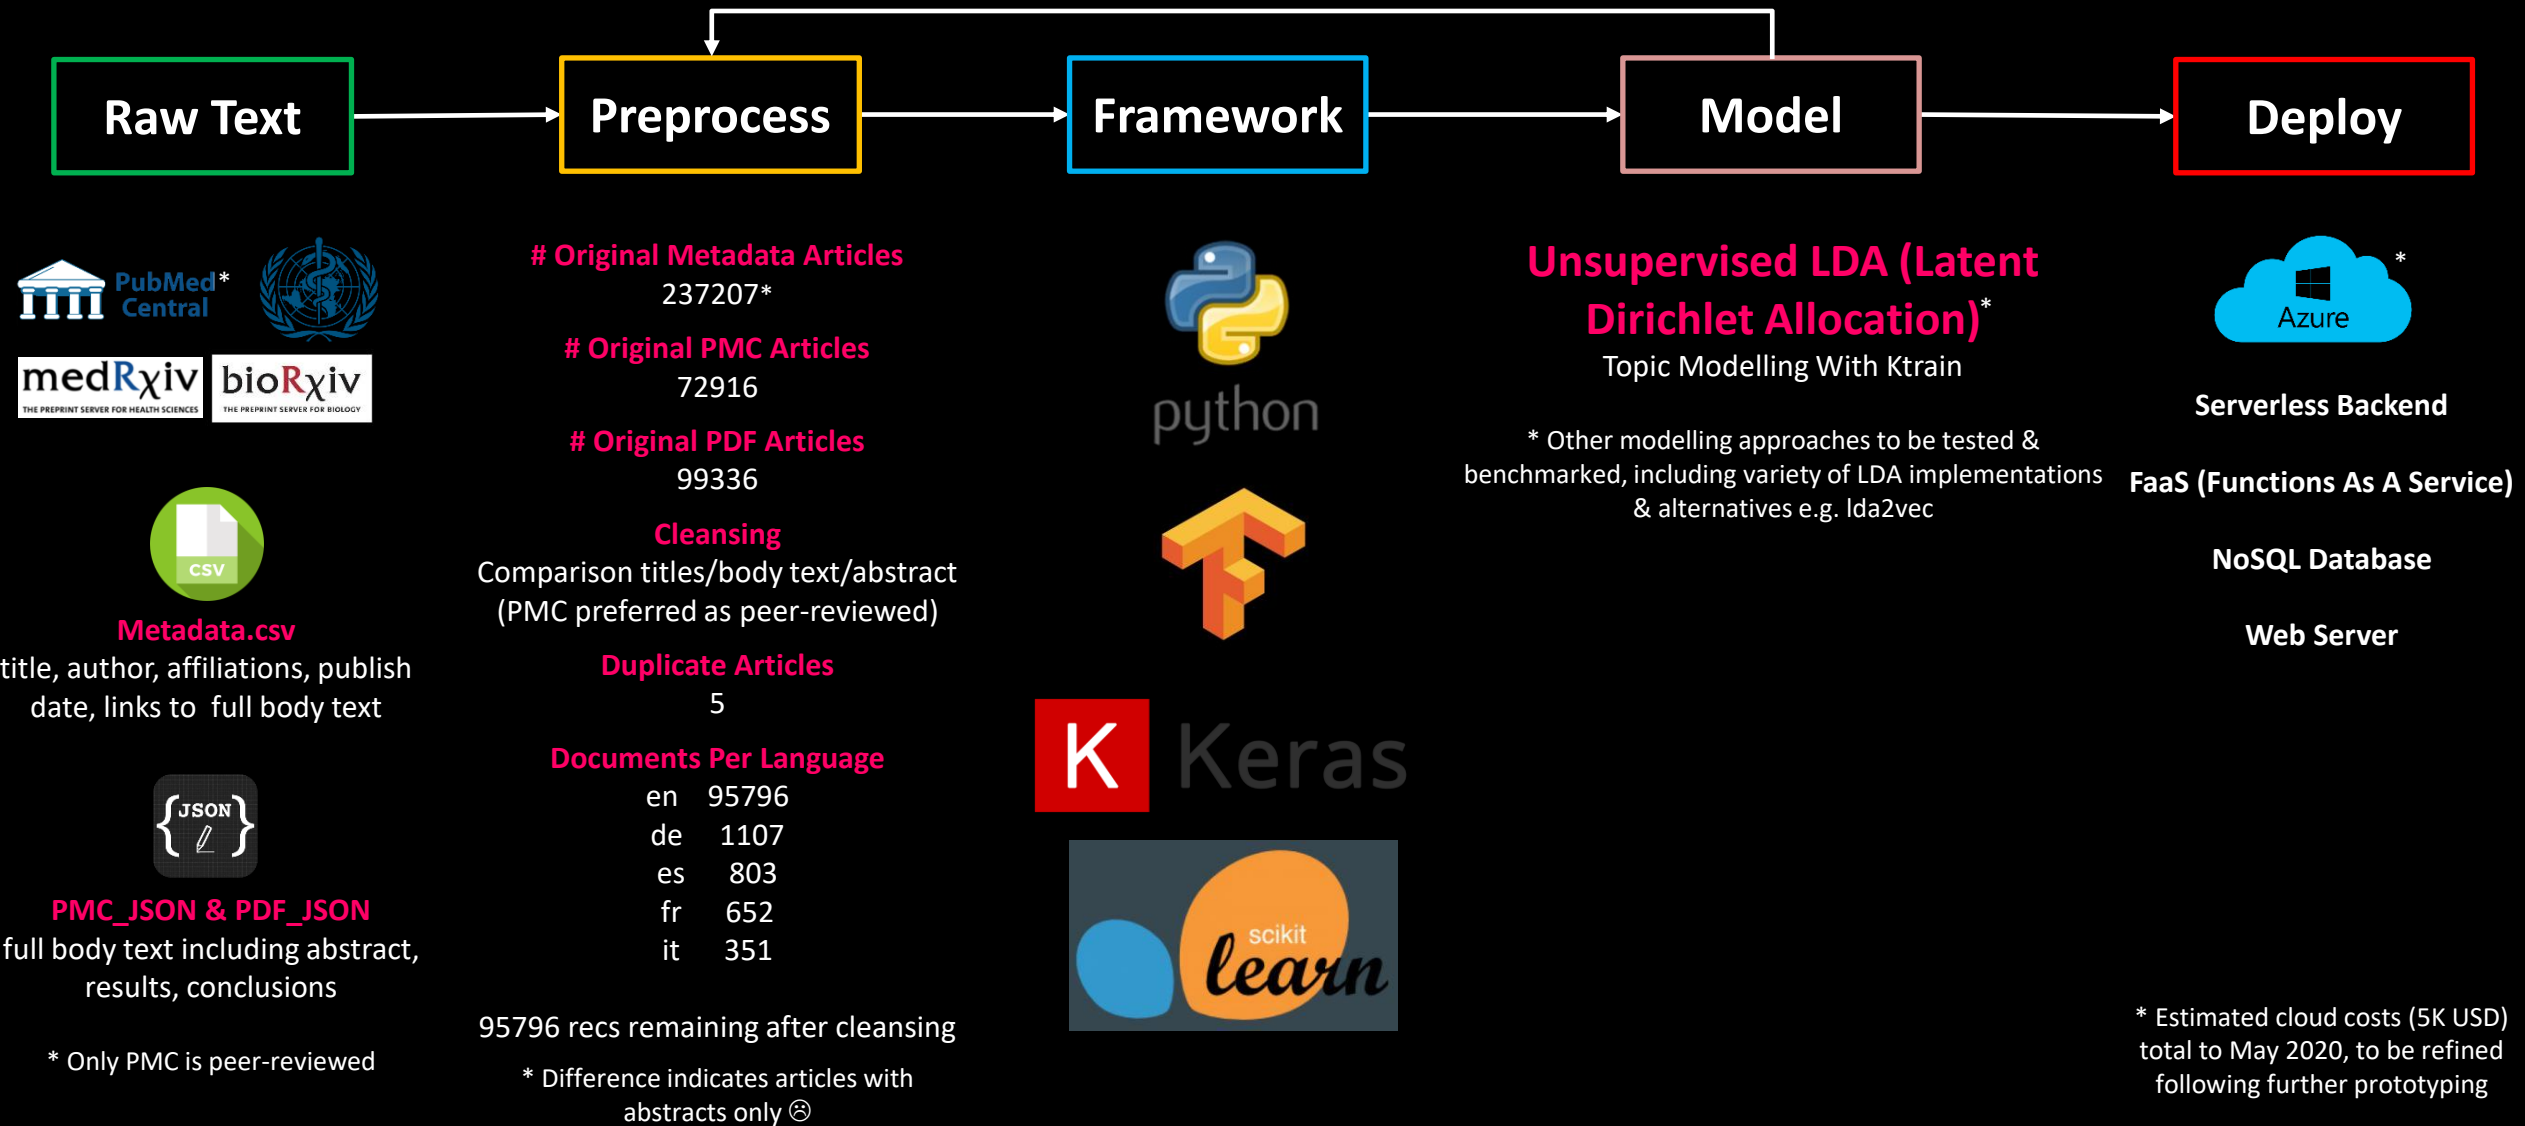 Raw Text
Preprocess
Framework
Model
Deploy
PubMed*
Central
medRxiv
THE PREPRINT SERVER FOR HEALTH SCIENCES
bioRxiv
THE PREPRINT SERVER FOR BIOLOGY
CSV
Metadata.csv
title, author, affiliations, publish
date, links to full body text
JSON
PMC_JSON & PDF_JSON
full body text including abstract,
results, conclusions
* Only PMC is peer-reviewed
# Original Metadata Articles
237207*
# Original PMC Articles
72916
# Original PDF Articles
99336
Cleansing
Comparison titles/body text/abstract
(PMC preferred as peer-reviewed)
Duplicate Articles
5
Documents Per Language
en 95796
de 1107
es 803
fr 652
it 351
95796 recs remaining after cleansing
* Difference indicates articles with
abstracts only ☹
python
K Keras
scikit
learn
Unsupervised LDA (Latent
Dirichlet Allocation)*
Topic Modelling With Ktrain
* Other modelling approaches to be tested &
benchmarked, including variety of LDA implementations
& alternatives e.g. lda2vec
*
Azure
Serverless Backend
FaaS (Functions As A Service)
NoSQL Database
Web Server
* Estimated cloud costs (5K USD)
total to May 2020, to be refined
following further prototyping